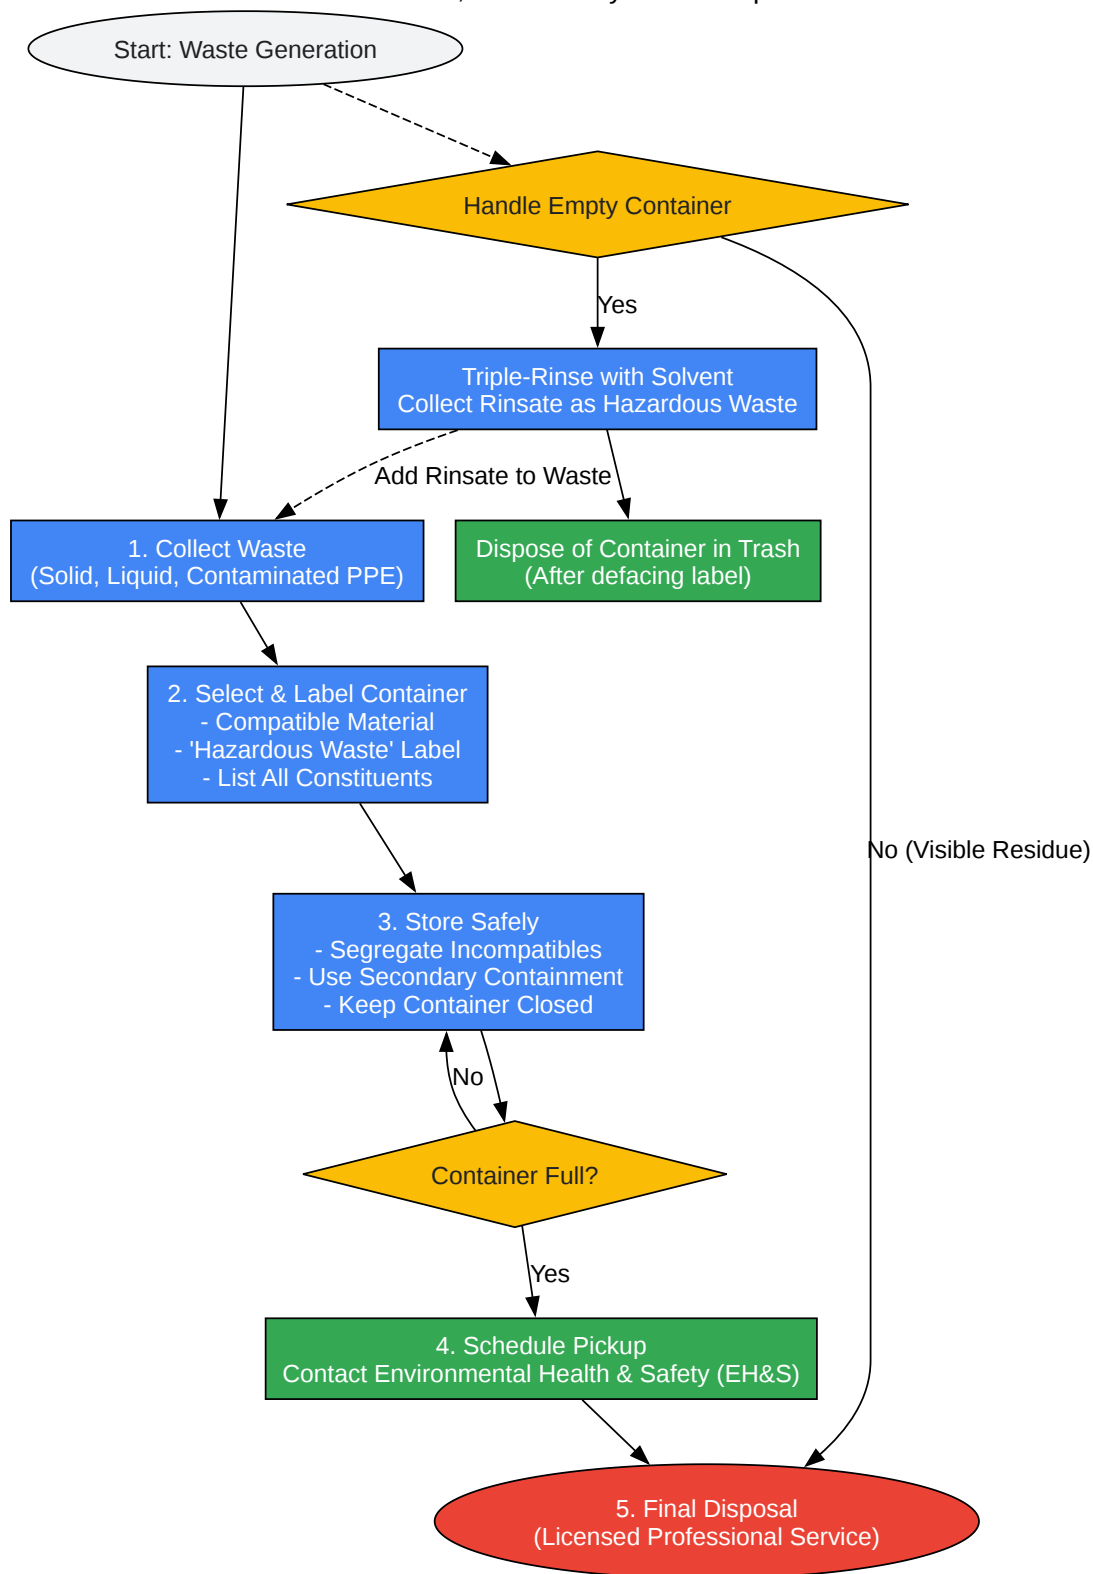 Start: Waste Generation
Handle Empty Container
Yes
Triple-Rinse with Solvent
Collect Rinsate as Hazardous Waste
Add Rinsate to Waste
1. Collect Waste
(Solid, Liquid, Contaminated PPE)
Dispose of Container in Trash
(After defacing label)
2. Select & Label Container
- Compatible Material
- 'Hazardous Waste' Label
- List All Constituents
No (Visible Residue)
3. Store Safely
- Segregate Incompatibles
- Use Secondary Containment
- Keep Container Closed
No
Container Full?
Yes
4. Schedule Pickup
Contact Environmental Health & Safety (EH&S)
5. Final Disposal
(Licensed Professional Service)